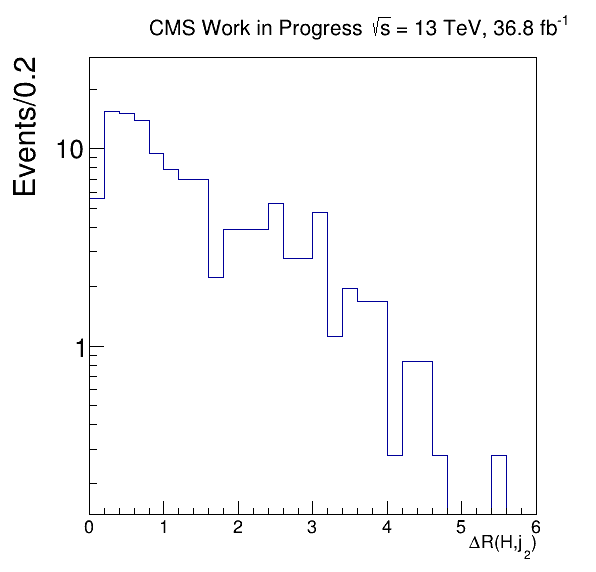 CMS Work in Progress √s = 13 TeV, 36.8 fb⁻¹
Events/0.2
10
1
0 1 2 3 4 5 6
ΔR(H,j₂)